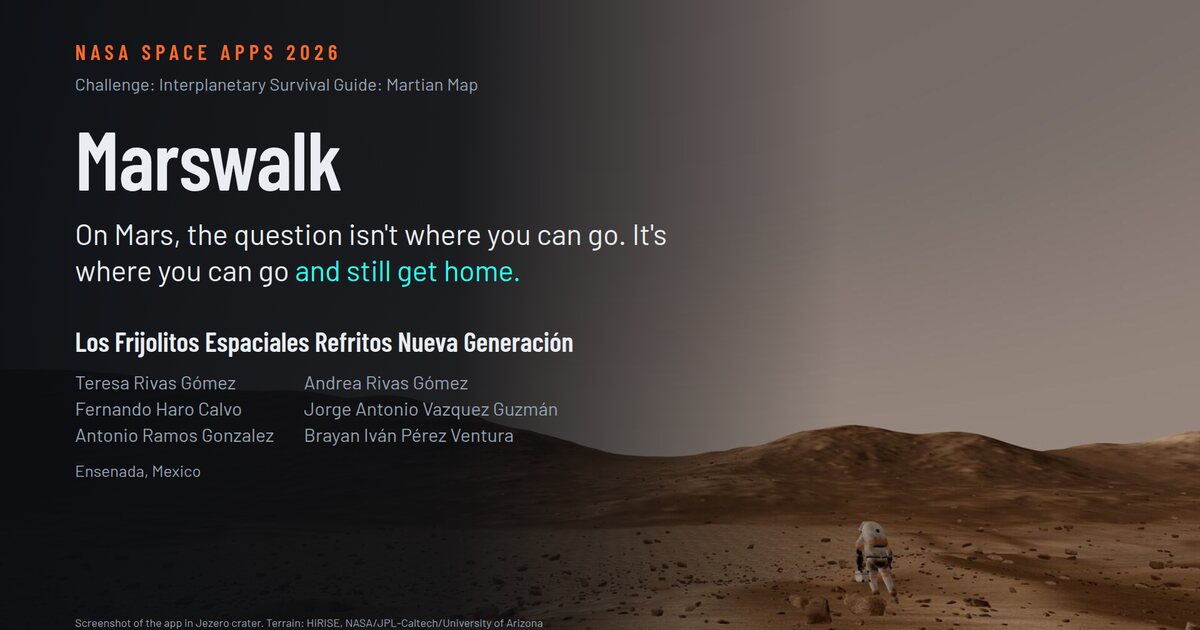 NASA SPACE APPS 2026
Challenge: Interplanetary Survival Guide: Martian Map
Marswalk
On Mars, the question isn't where you can go. It's
where you can go and still get home.
Los Frijolitos Espaciales Refritos Nueva Generación
Teresa Rivas Gómez
Andrea Rivas Gómez
Fernando Haro Calvo
Jorge Antonio Vazquez Guzmán
Antonio Ramos Gonzalez
Brayan Iván Pérez Ventura
Ensenada, Mexico
Screenshot of the app in Jezero crater. Terrain: HIRISE, NASA/JPL-Caltech/University of Arizona